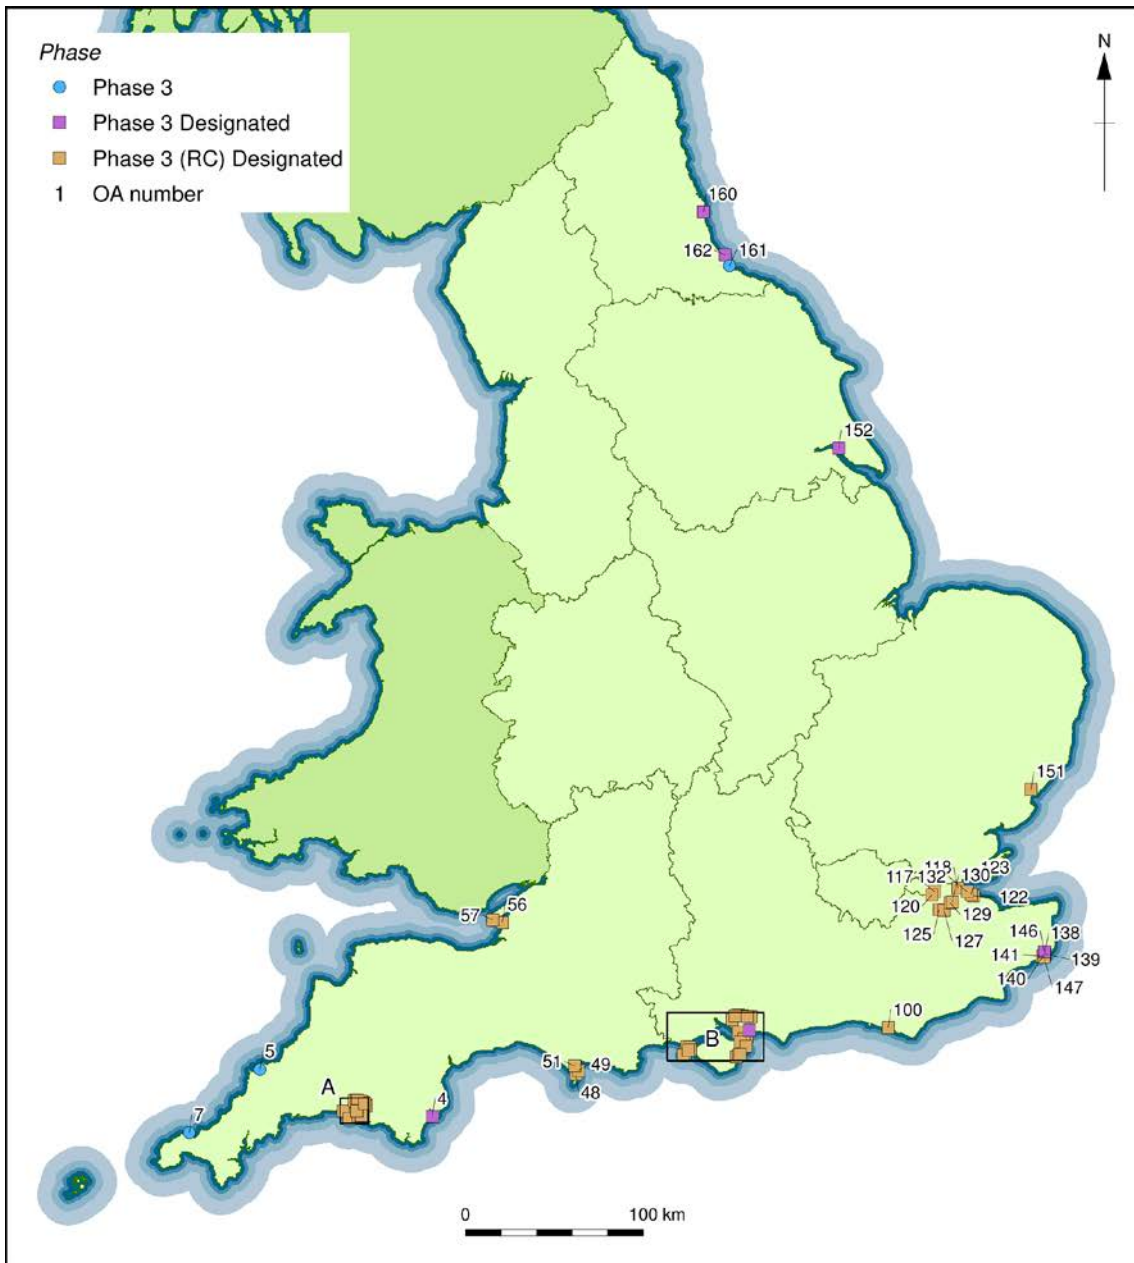 Phase
Phase 3
Phase 3 Designated
Phase 3 (RC) Designated
1 OA number
N
160
162 161
152
151
118 123
117 132 130
120 122
129
125 127
57 56
146 138
141 139
140 147
100
B
51 49
48
5
A
4
7
0 100 km